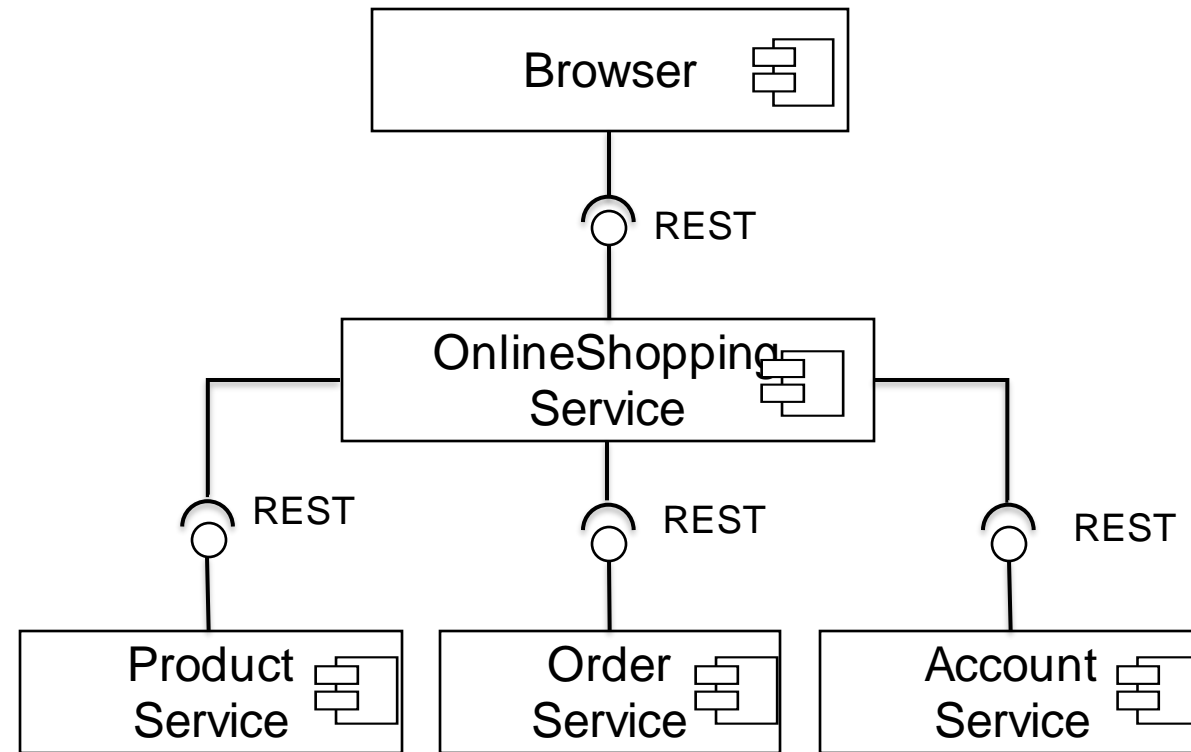 Browser
REST
OnlineShopping
Service
REST
REST
REST
Product
Service
Order
Service
Account
Service